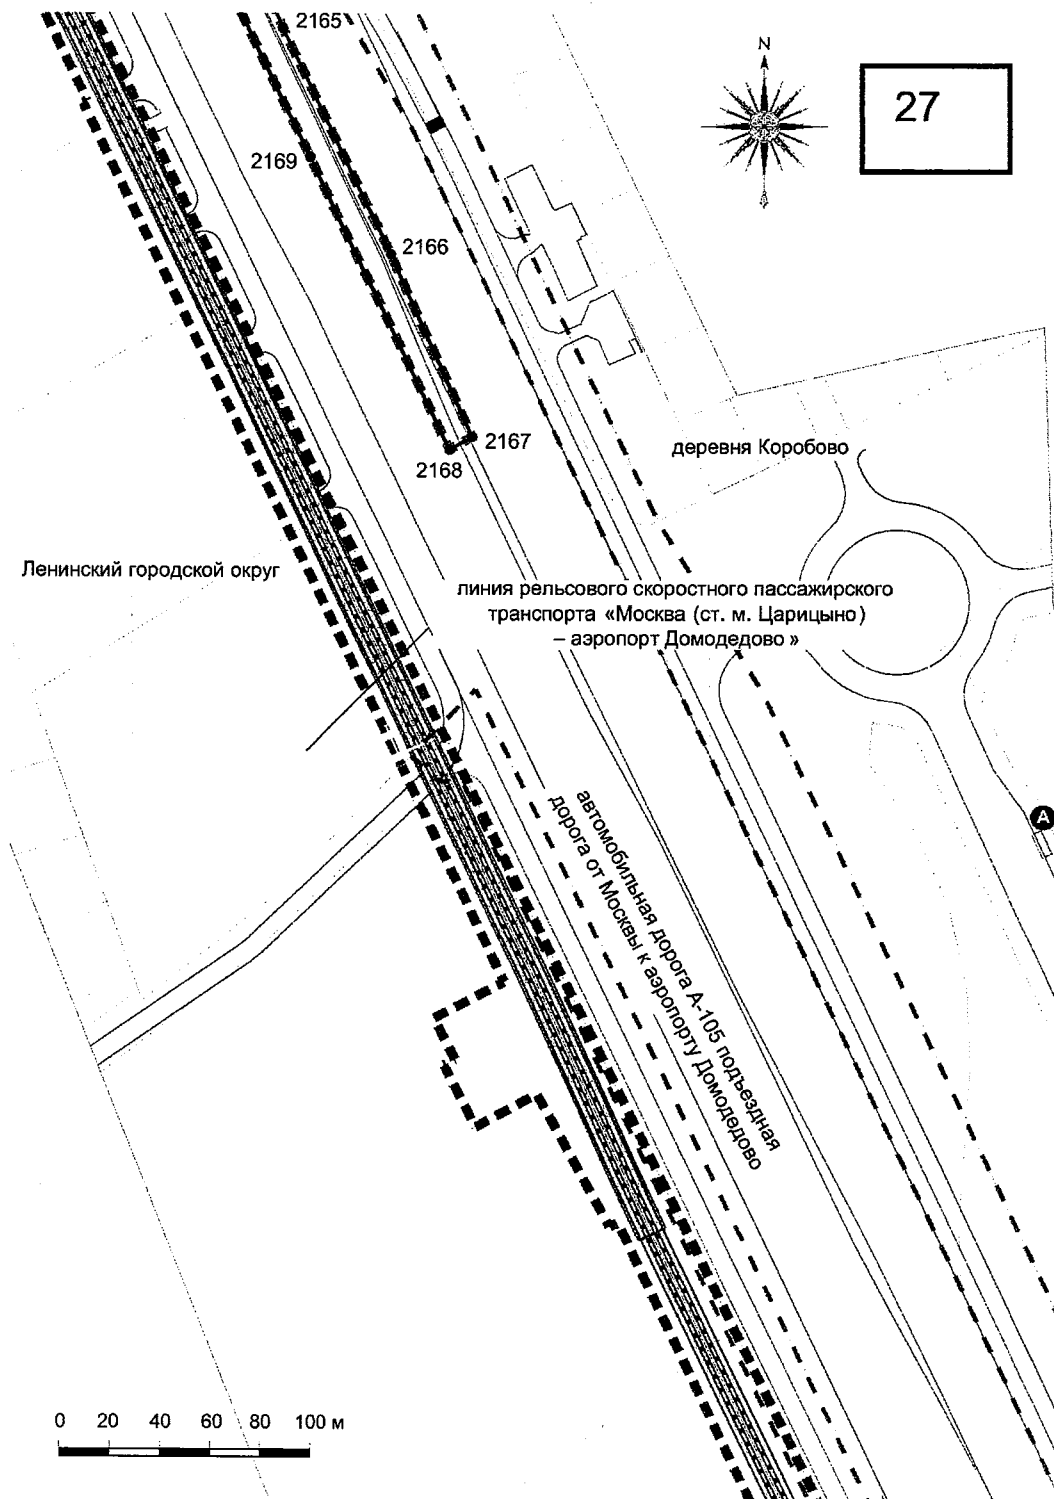 2165
N
27
2169
2166
2167
2168
деревня Коробово
Ленинский городской округ
линия рельсового скоростного пассажирского
транспорта «Москва (ст. м. Царицыно)
– аэропорт Домодедово »
А
автомобильная дорога А-105 подъездная
дорога от Москвы к аэропорту Домодедово
0 20 40 60 80 100 м